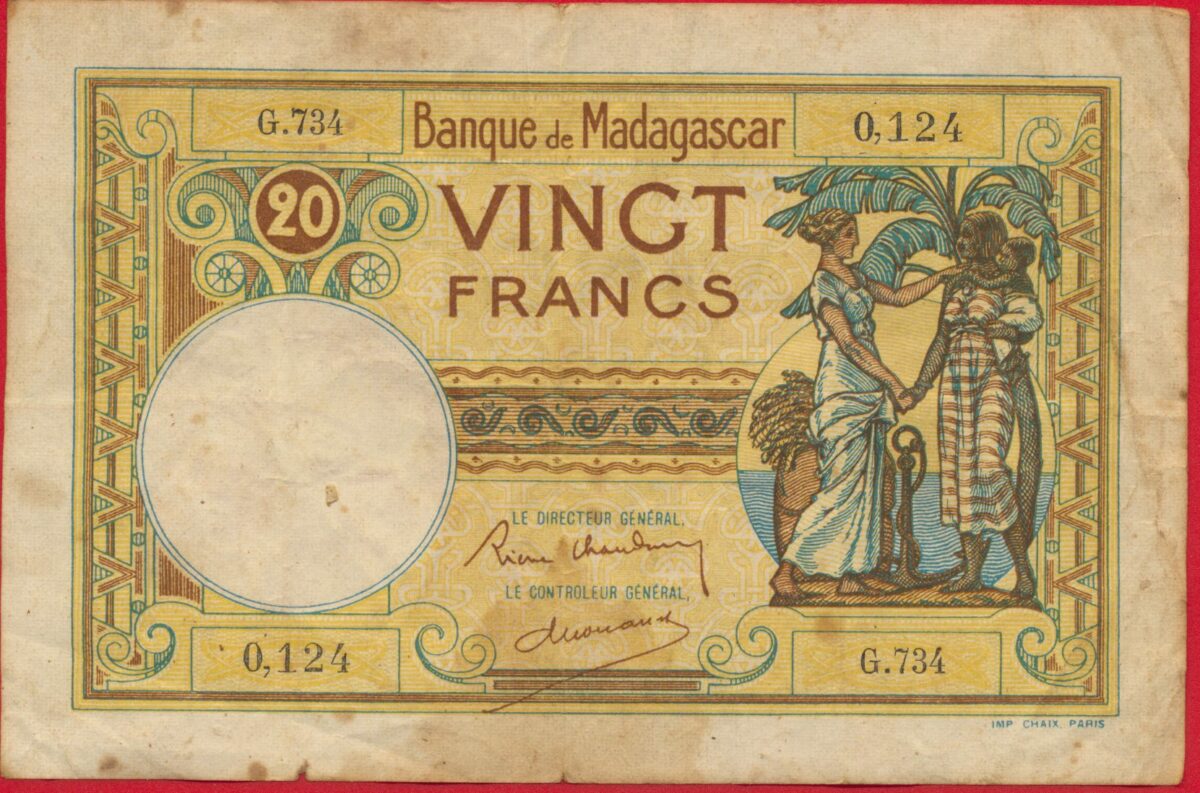 G.734
Banque de Madagascar
0,124
20
VINGT
FRANCS
LE DIRECTEUR GÉNÉRAL,
LE CONTROLEUR GÉNÉRAL,
0,124
G.734
IMP. CHAIX. PARIS